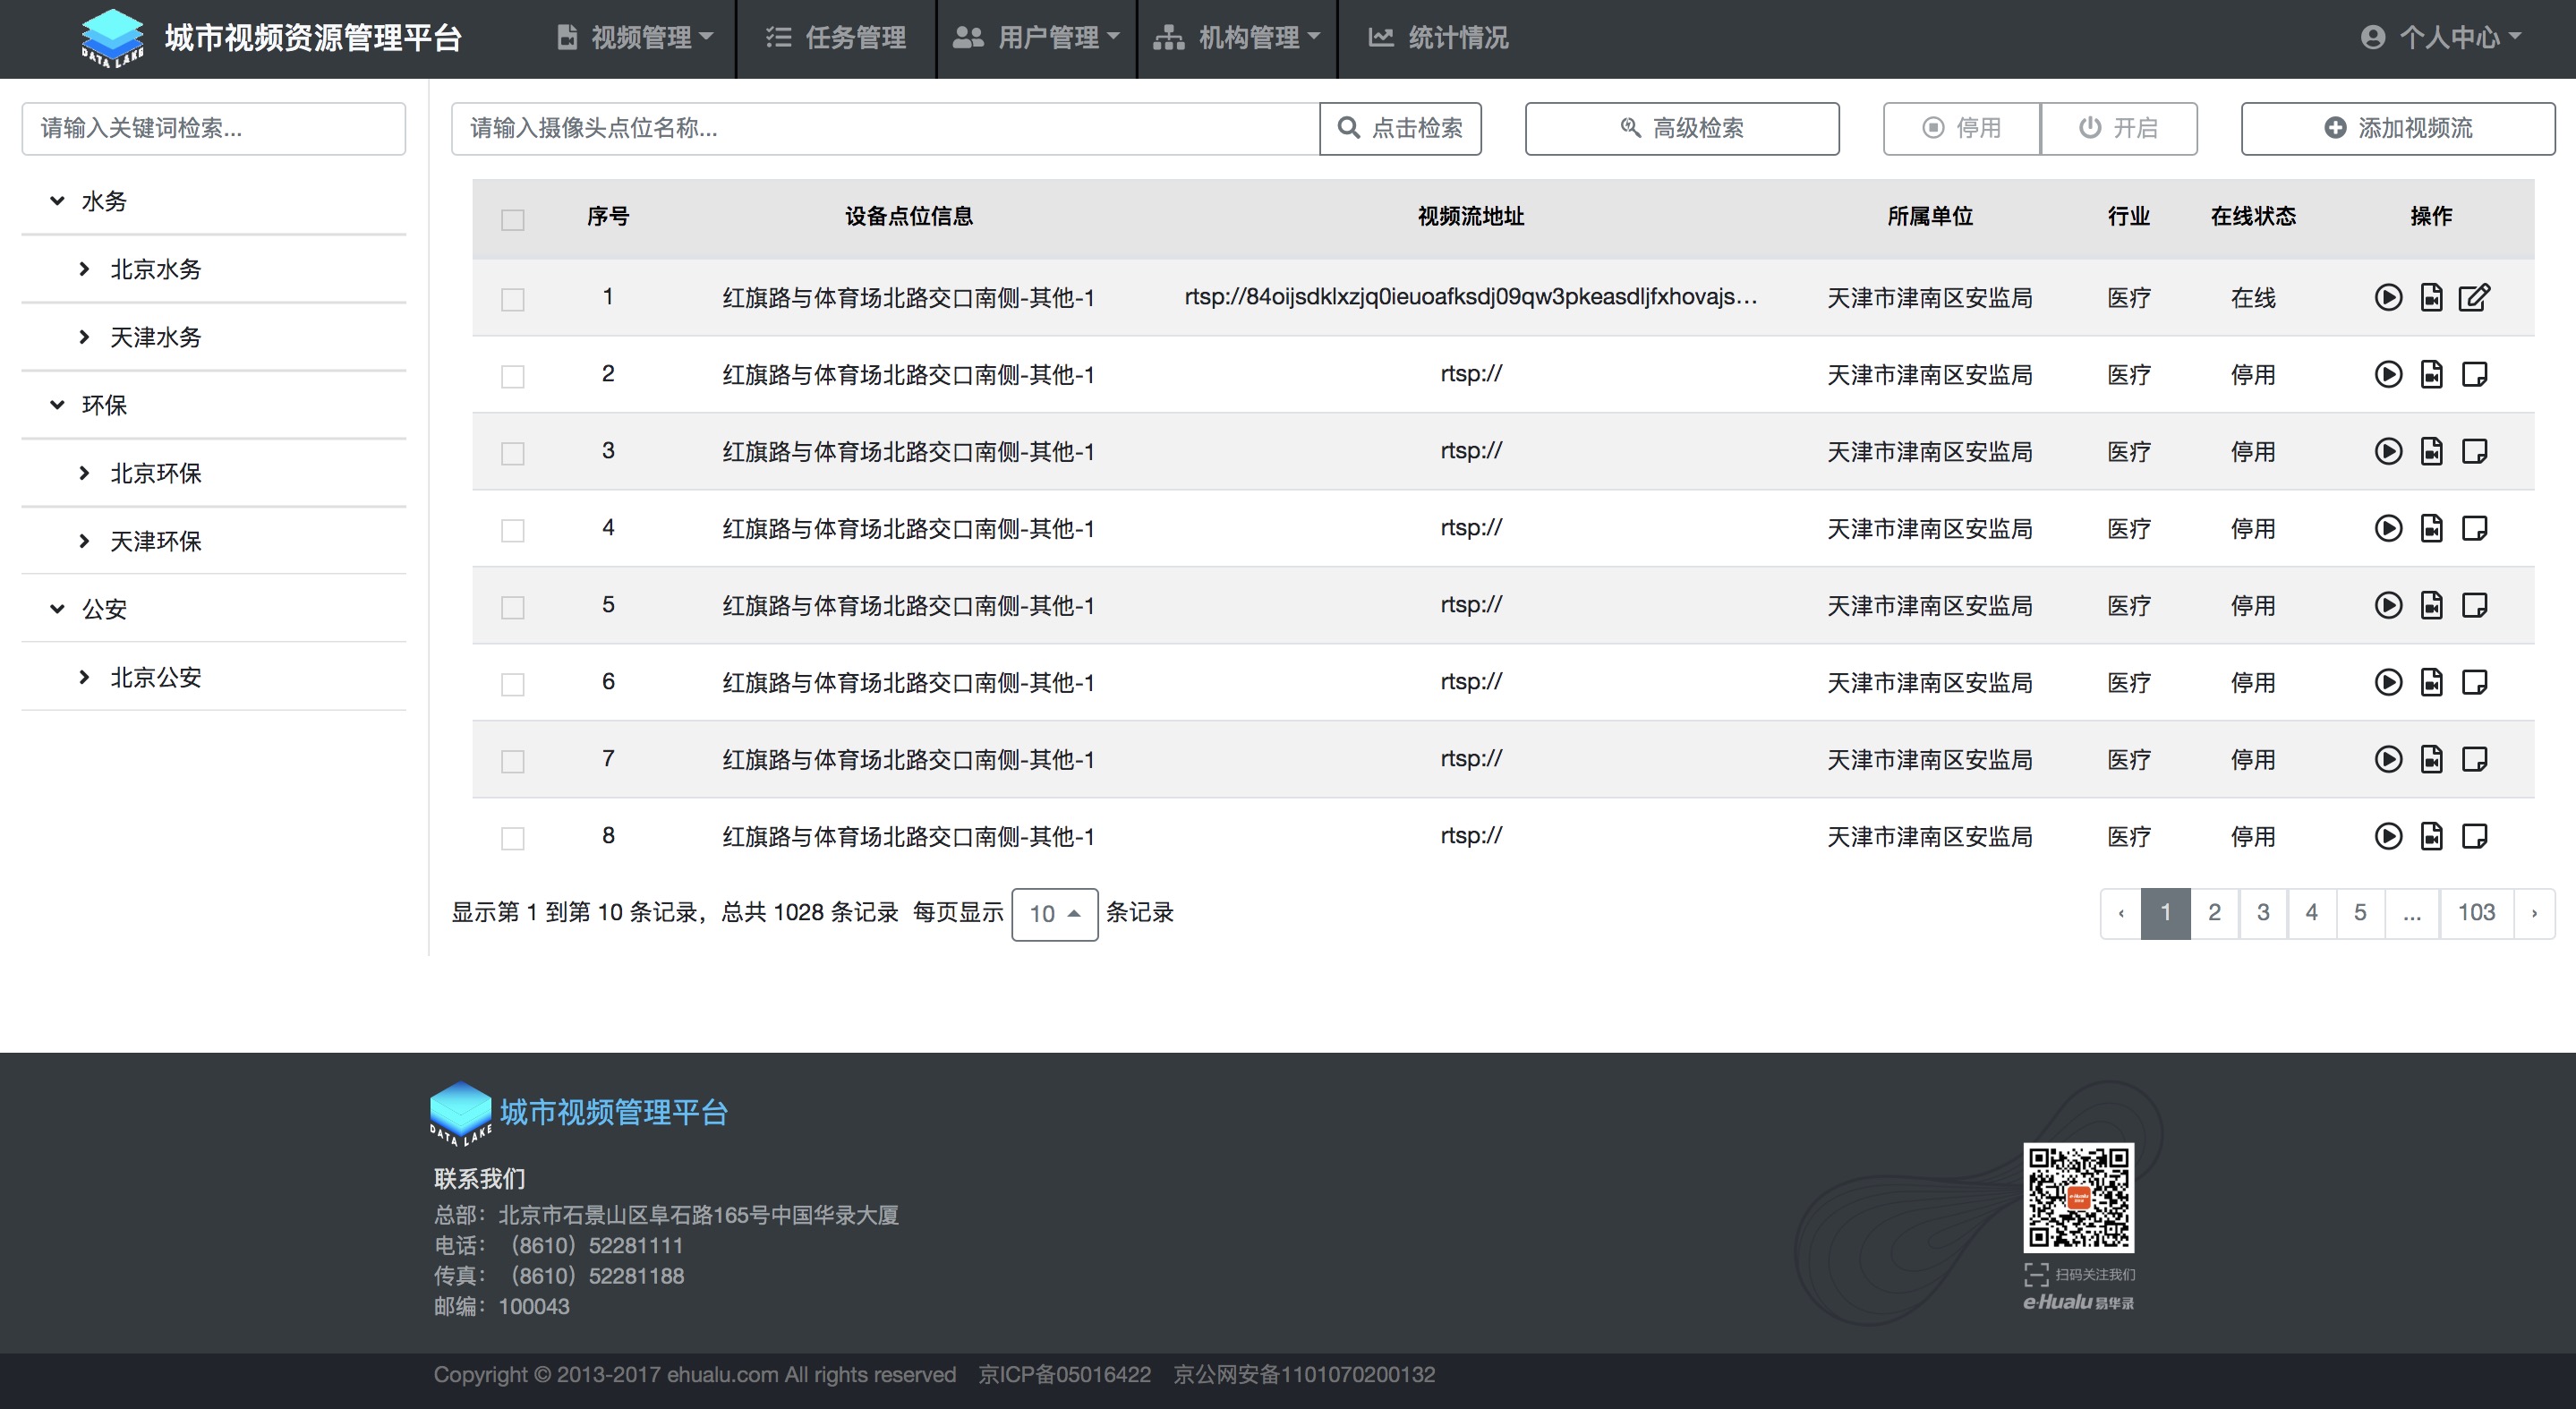 DATA LAKE 城市视频资源管理平台 视频管理 任务管理 用户管理 机构管理 统计情况 个人中心
请输入关键词检索... 请输入摄像头点位名称... 点击检索 高级检索 停用 开启 添加视频流
水务
北京水务
天津水务
环保
北京环保
天津环保
公安
北京公安
序号 设备点位信息 视频流地址 所属单位 行业 在线状态 操作
1 红旗路与体育场北路交口南侧-其他-1 rtsp://84oijsdklxzjq0ieuoafksdj09qw3pkeasdljfxhovajs... 天津市津南区安监局 医疗 在线
2 红旗路与体育场北路交口南侧-其他-1 rtsp:// 天津市津南区安监局 医疗 停用
3 红旗路与体育场北路交口南侧-其他-1 rtsp:// 天津市津南区安监局 医疗 停用
4 红旗路与体育场北路交口南侧-其他-1 rtsp:// 天津市津南区安监局 医疗 停用
5 红旗路与体育场北路交口南侧-其他-1 rtsp:// 天津市津南区安监局 医疗 停用
6 红旗路与体育场北路交口南侧-其他-1 rtsp:// 天津市津南区安监局 医疗 停用
7 红旗路与体育场北路交口南侧-其他-1 rtsp:// 天津市津南区安监局 医疗 停用
8 红旗路与体育场北路交口南侧-其他-1 rtsp:// 天津市津南区安监局 医疗 停用
显示第 1 到第 10 条记录，总共 1028 条记录 每页显示 10 条记录 ‹ 1 2 3 4 5 ... 103 ›
DATA LAKE 城市视频管理平台
联系我们
总部：北京市石景山区阜石路165号中国华录大厦
电话：（8610）52281111
传真：（8610）52281188
邮编：100043
扫码关注我们
e·Hualu 易华录
Copyright © 2013-2017 ehualu.com All rights reserved 京ICP备05016422 京公网安备1101070200132